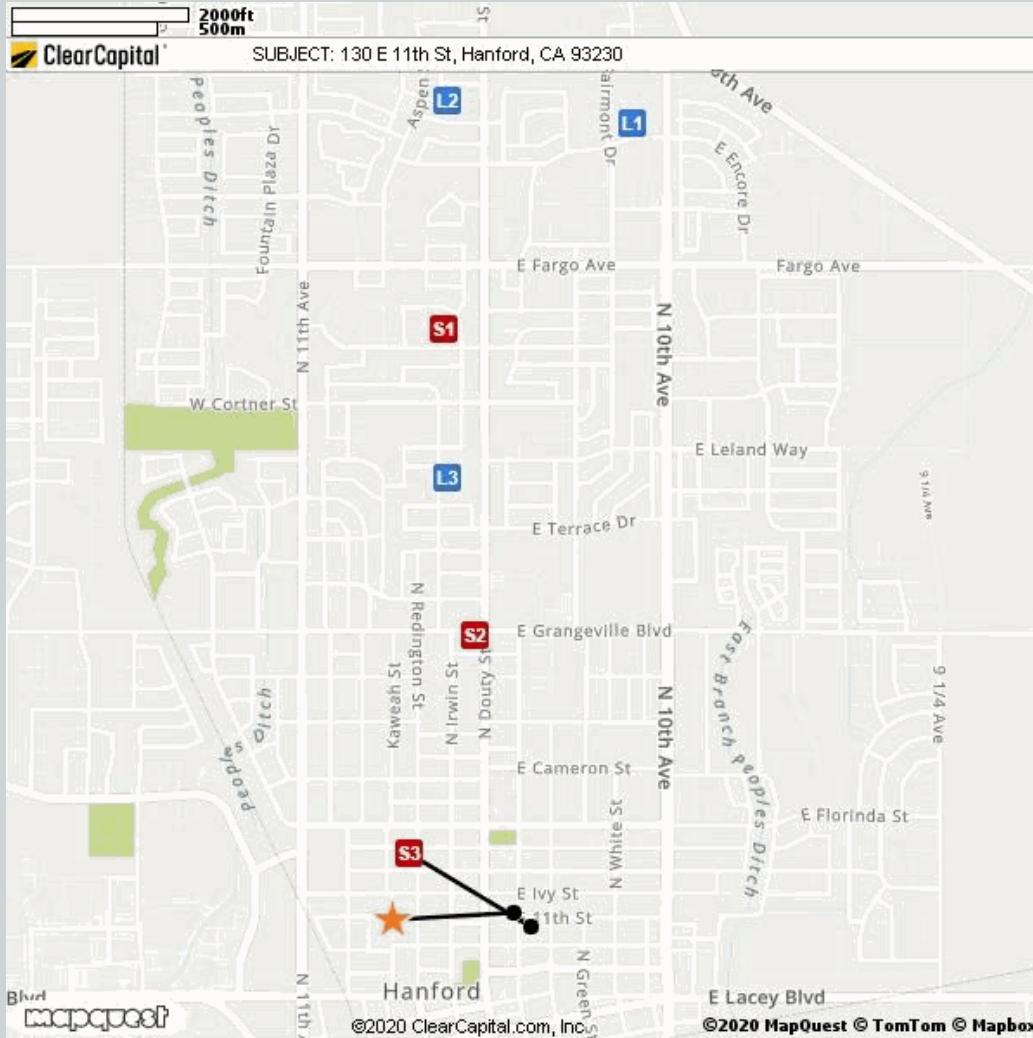 2000ft
500m
St
ClearCapital
SUBJECT: 130 E 11th St, Hanford, CA 93230
Peoples Ditch
Aspen
L2
airmont Dr
L1
6th Ave
E Encore Dr
Fountain Plaza Dr
E Fargo Ave
Fargo Ave
N 11th Ave
S1
N 10th Ave
W Cortner St
E Leland Way
L3
9 1/4 Ave
E Terrace Dr
N Redington St
S2
E Grangeville Blvd
East Branch Peoples Ditch
Kaweah St
N Irwin St
N Douty St
N 10th Ave
9 1/4 Ave
Peoples Ditch
E Cameron St
N White St
E Florinda St
S3
E Ivy St
11th St
N Green St
N 11th
Hanford
E Lacey Blvd
Blvd
mapquest
©2020 ClearCapital.com, Inc.
©2020 MapQuest © TomTom © Mapbox